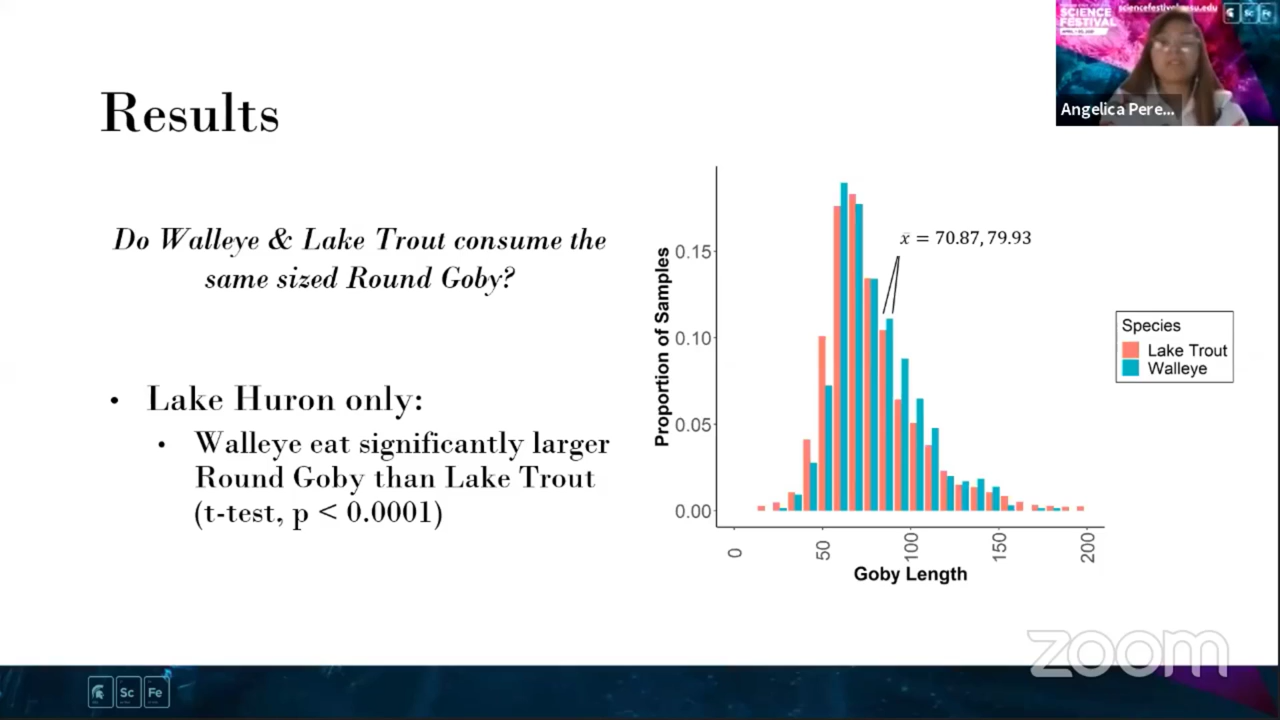 SCIENCE
FESTIVAL
Angelica Pere...
Results
Do Walleye & Lake Trout consume the
same sized Round Goby?
• Lake Huron only:
• Walleye eat significantly larger
Round Goby than Lake Trout
(t-test, p < 0.0001)
x̄ = 70.87, 79.93
Proportion of Samples
0.15
0.10
0.05
0.00
0
50
100
150
200
Goby Length
Species
Lake Trout
Walleye
zoom
Sc
Fe